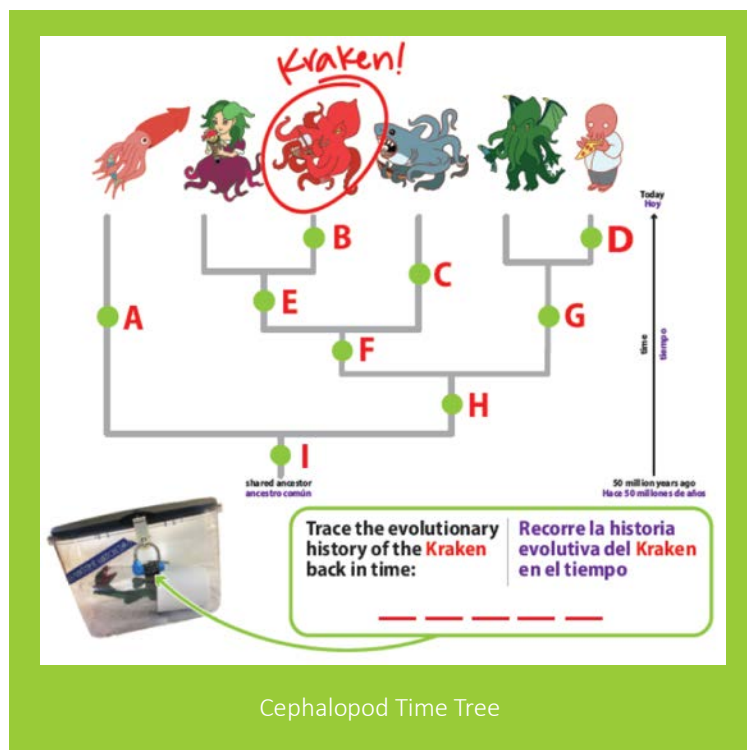 Kraken!
Today
Hoy
B
D
C
E
A
G
F
time
tiempo
H
I
shared ancestor
ancestro común
50 million years ago
Hace 50 millones de años
Trace the evolutionary
history of the Kraken
back in time:
Recorre la historia
evolutiva del Kraken
en el tiempo
Cephalopod Time Tree